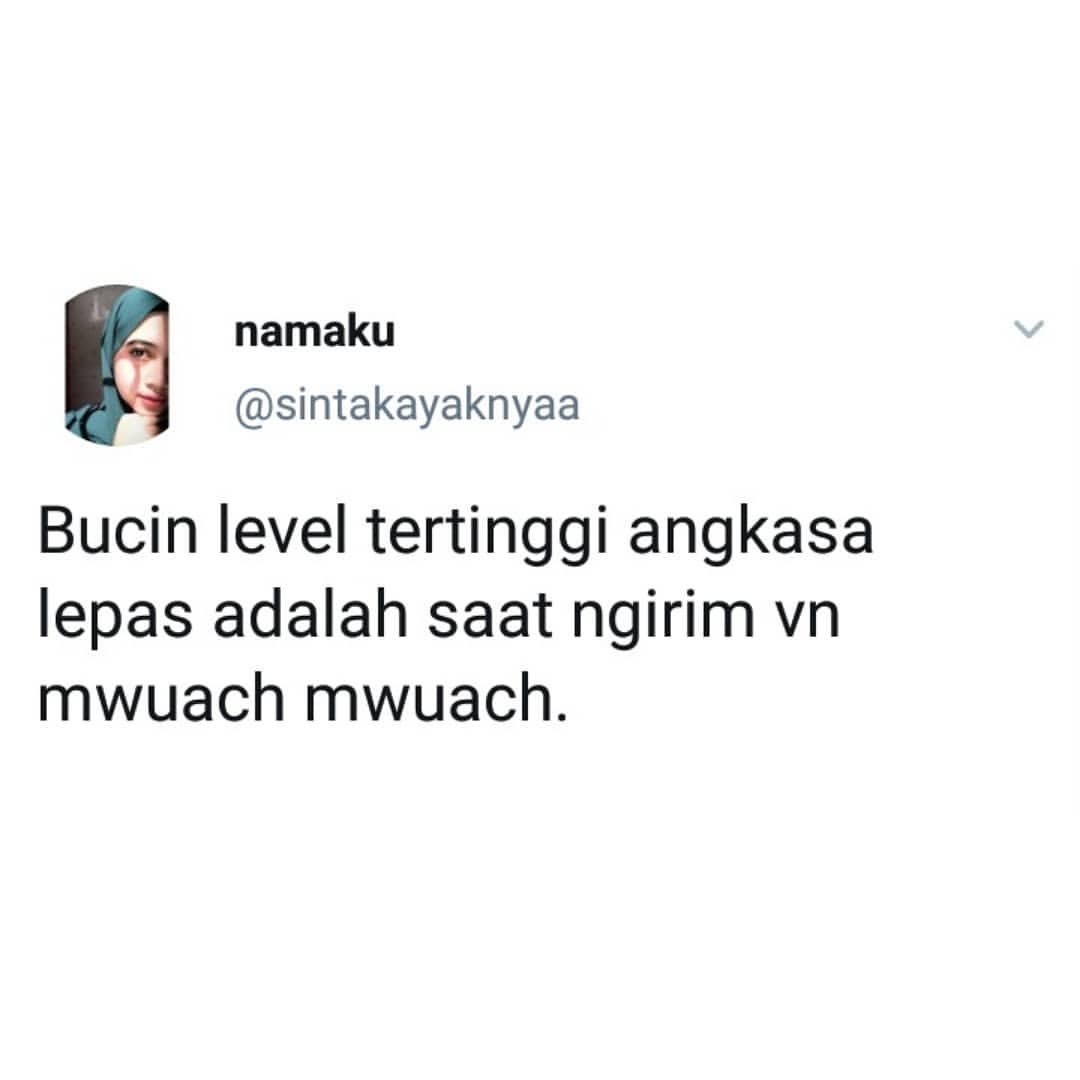 namaku
@sintakayaknyaa
Bucin level tertinggi angkasa
lepas adalah saat ngirim vn
mwuach mwuach.